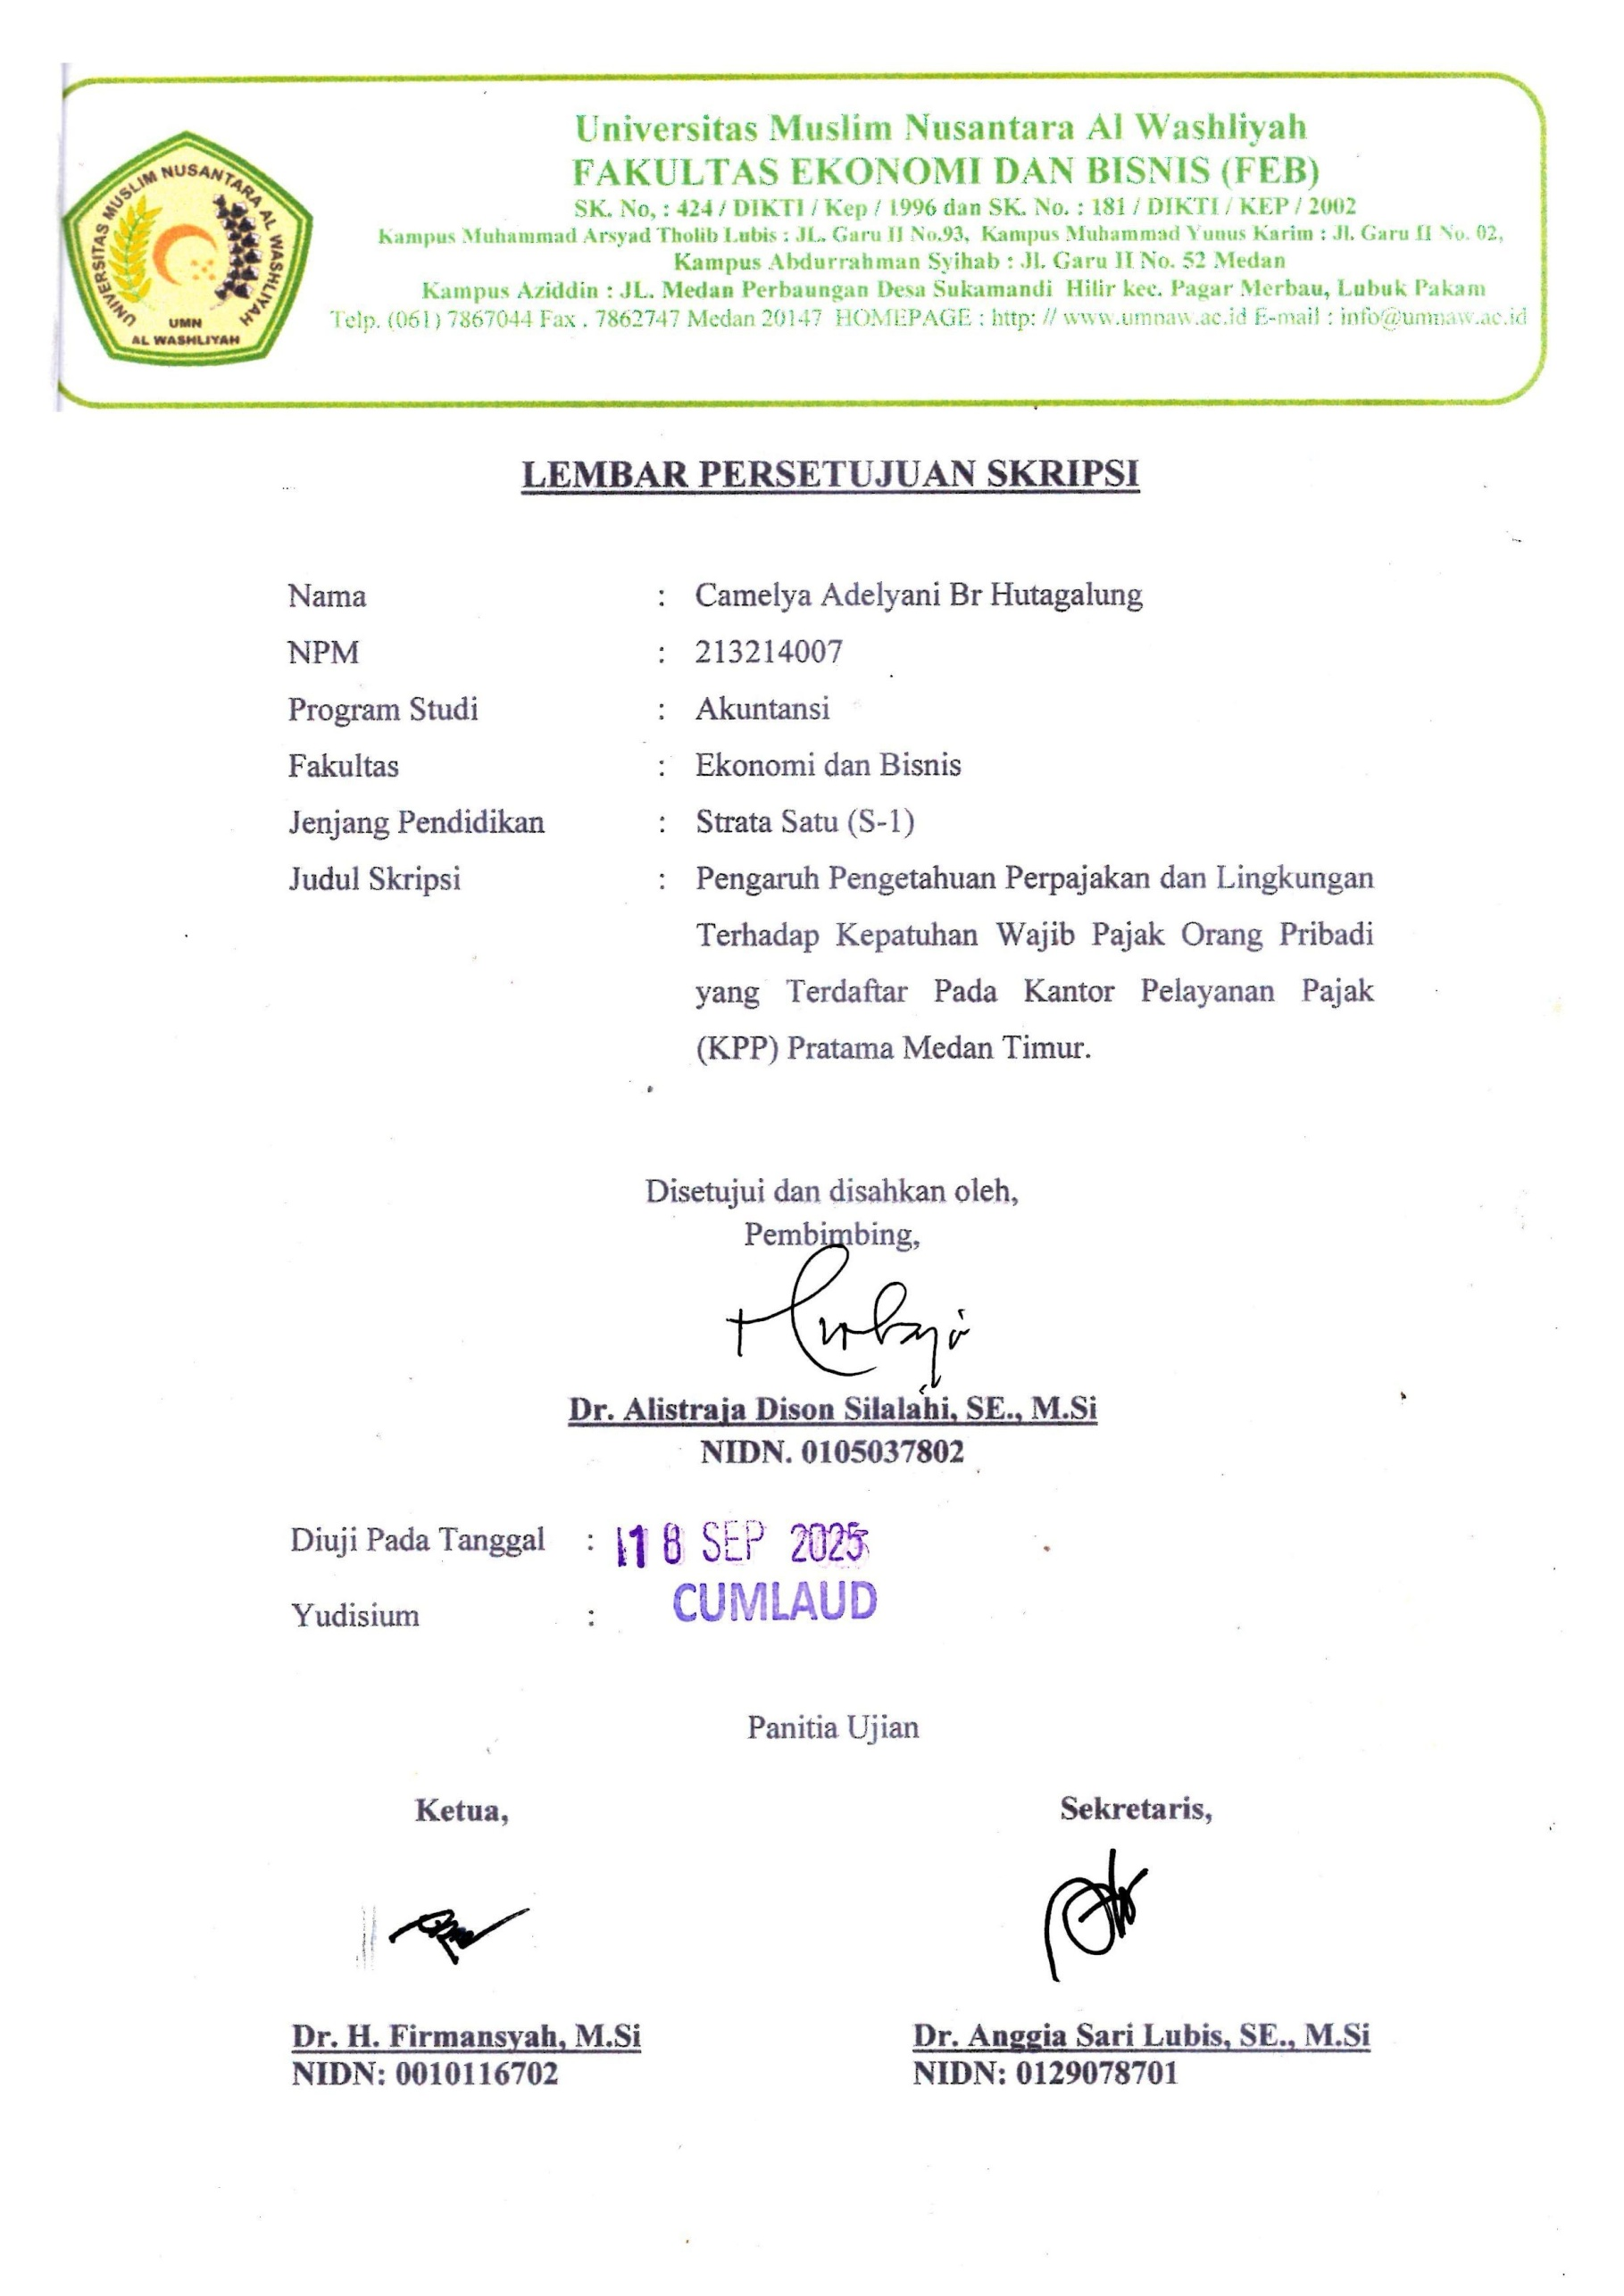 Universitas Muslim Nusantara Al Washliyah
FAKULTAS EKONOMI DAN BISNIS (FEB)
SK. No, : 424 / DIKTI / Kep / 1996 dan SK. No. : 181 / DIKTI / KEP / 2002
Kampus Muhammad Arsyad Tholib Lubis : JL. Garu II No.93, Kampus Muhammad Yunus Karim : Jl. Garu II No. 02,
Kampus Abdurrahman Syihab : Jl. Garu II No. 52 Medan
Kampus Aziddin : JL. Medan Perbaungan Desa Sukamandi Hilir kec. Pagar Merbau, Lubuk Pakam
Telp. (061) 7867044 Fax . 7862747 Medan 20147 HOMEPAGE : http: // www.umnaw.ac.id E-mail : info@umnaw.ac.id
UNIVERSITAS MUSLIM NUSANTARA AL WASHLIYAH
UMN
AL WASHLIYAH
LEMBAR PERSETUJUAN SKRIPSI
Nama : Camelya Adelyani Br Hutagalung
NPM : 213214007
Program Studi : Akuntansi
Fakultas : Ekonomi dan Bisnis
Jenjang Pendidikan : Strata Satu (S-1)
Judul Skripsi : Pengaruh Pengetahuan Perpajakan dan Lingkungan
Terhadap Kepatuhan Wajib Pajak Orang Pribadi
yang Terdaftar Pada Kantor Pelayanan Pajak
(KPP) Pratama Medan Timur.
Disetujui dan disahkan oleh,
Pembimbing,
Dr. Alistraja Dison Silalahi, SE., M.Si
NIDN. 0105037802
Diuji Pada Tanggal : 18 SEP 2025
Yudisium : CUMLAUD
Panitia Ujian
Ketua, Sekretaris,
Dr. H. Firmansyah, M.Si Dr. Anggia Sari Lubis, SE., M.Si
NIDN: 0010116702 NIDN: 0129078701